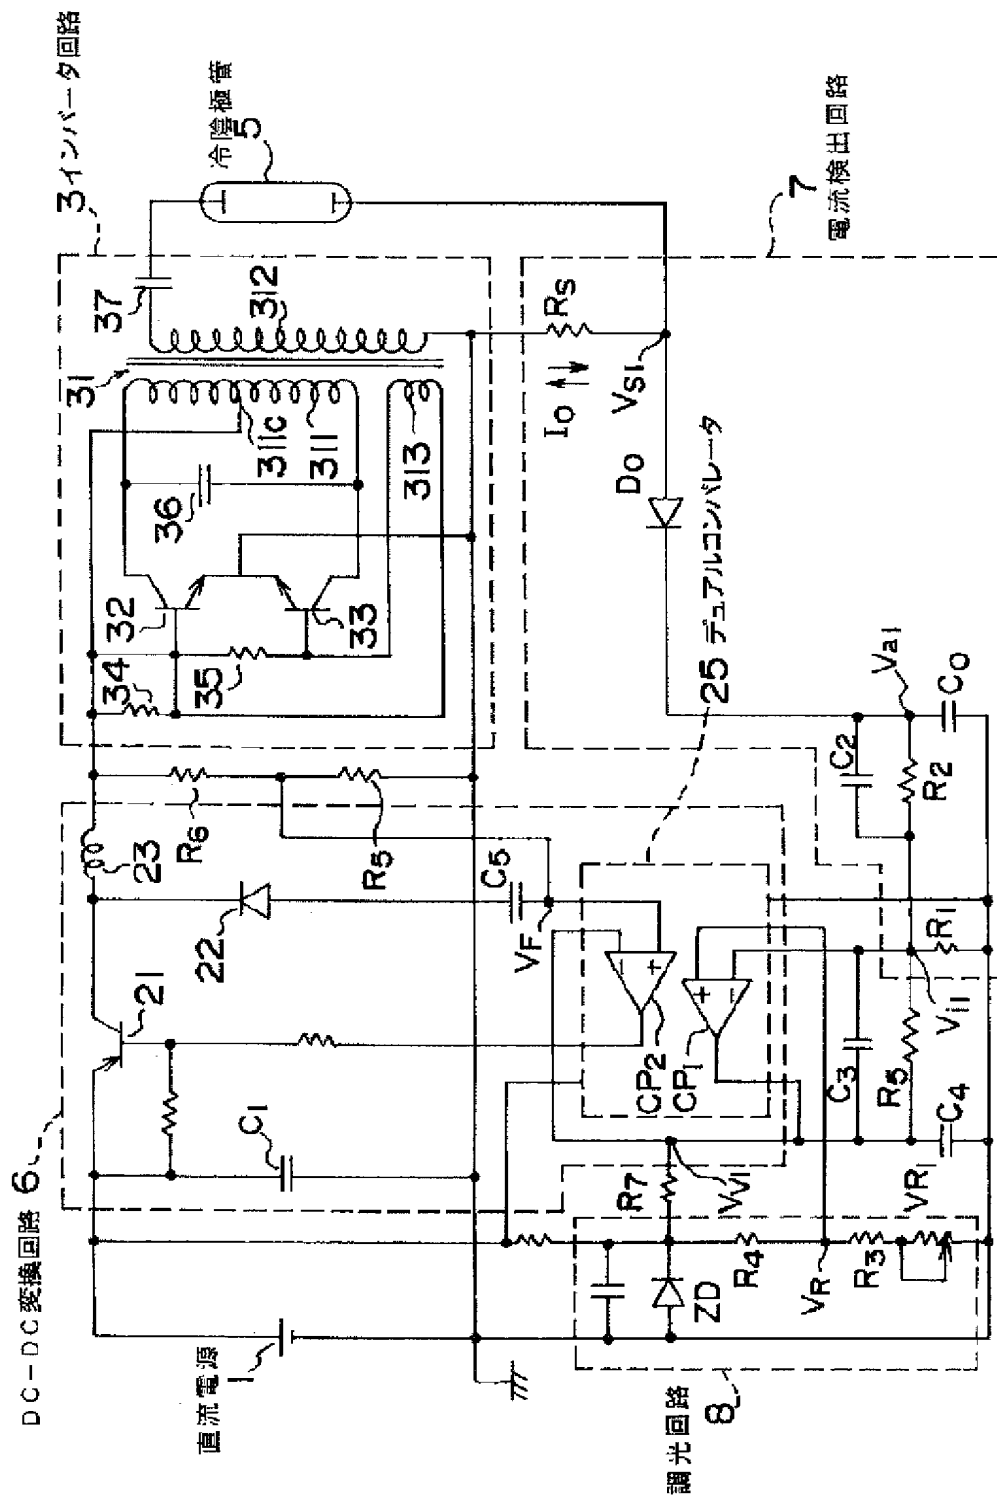 DC-DC変換回路 6
3 インバータ回路
冷陰極管
5
37
31
312
311C
311
313
36
32
33
34
35
23
R6
R5
22
21
C1
C5
VF
直流電源
1
RS
IO
VS1
DO
7
電流検出回路
25 デュアルコンパレータ
CP2
CP1
Va1
CO
C2
R2
R1
Vi1
C3
R5
C4
R7
VV1
VR1
R4
VR
R3
ZD
調光回路
8